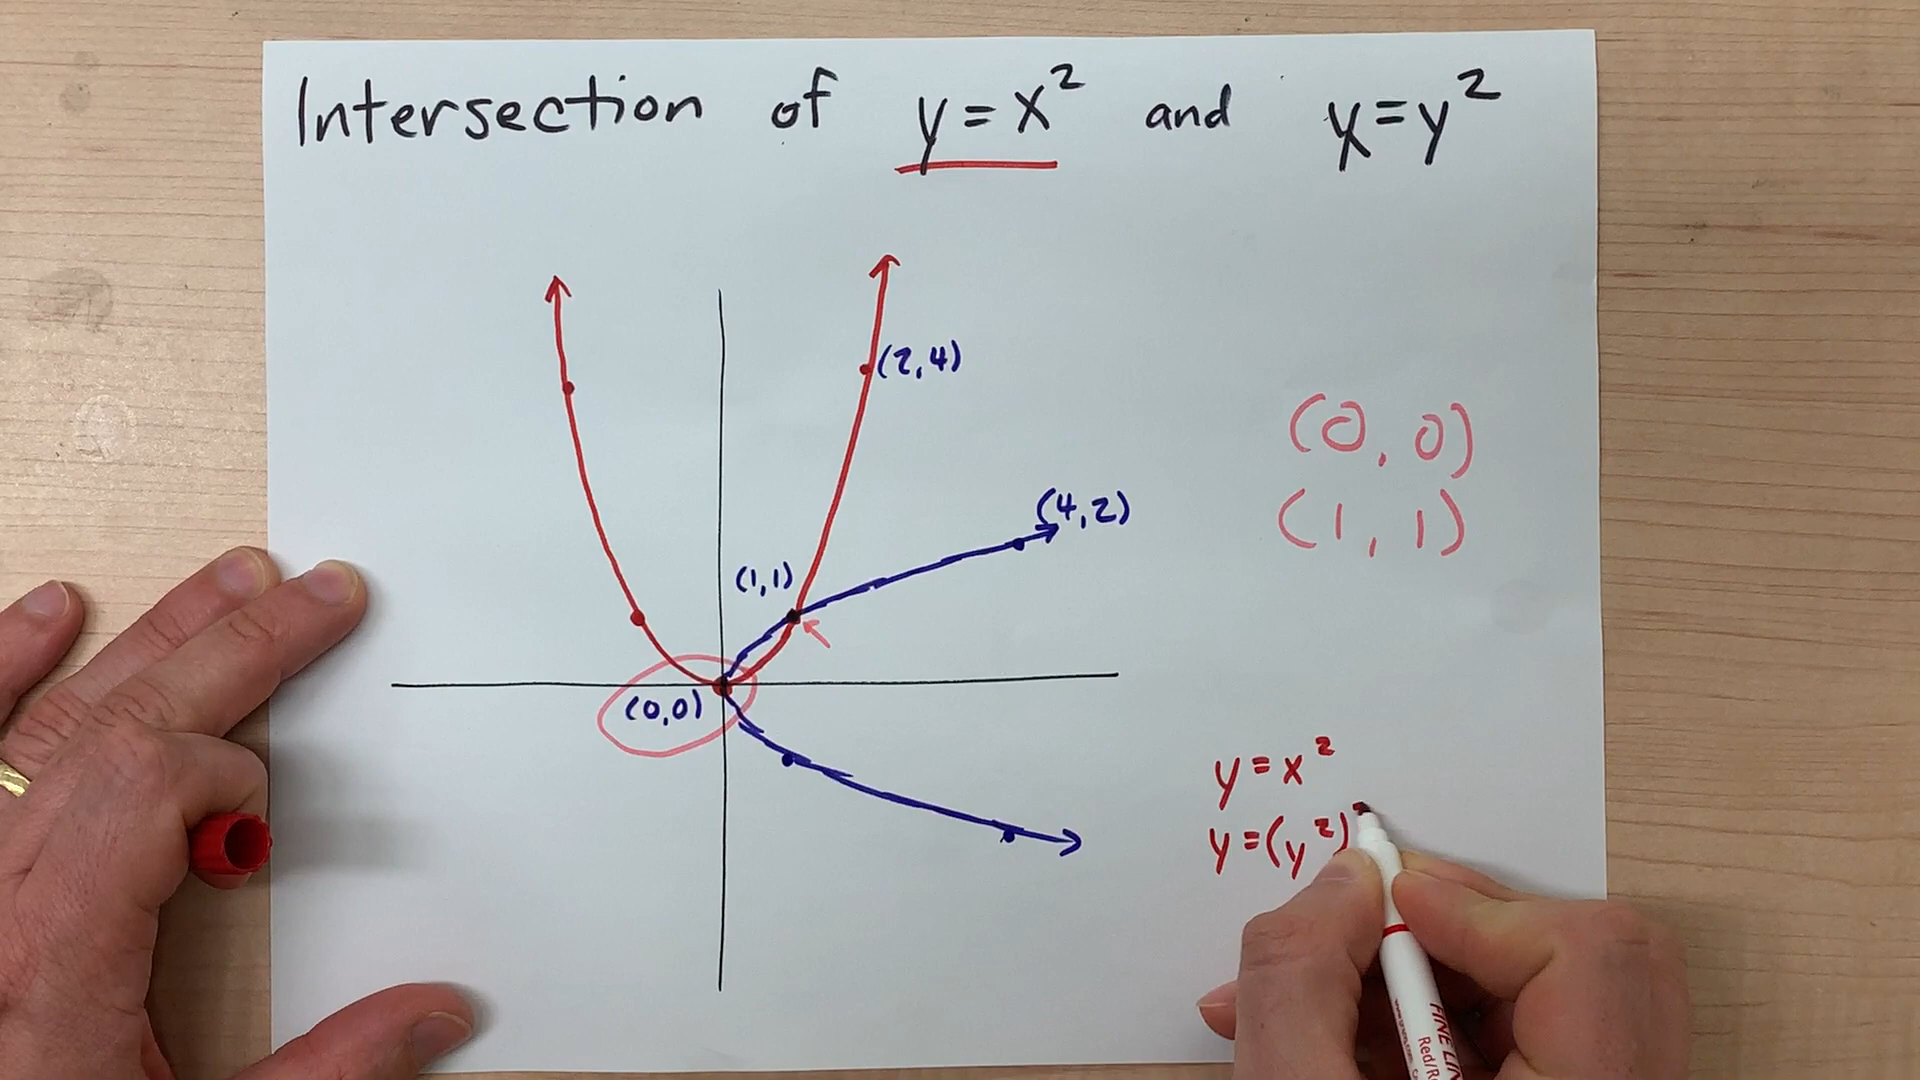 Intersection of y = x² and x = y²
(2,4)
(0, 0)
(4,2)
(1, 1)
(1,1)
(0,0)
y = x²
y = (y²)²
FINE
Red/R